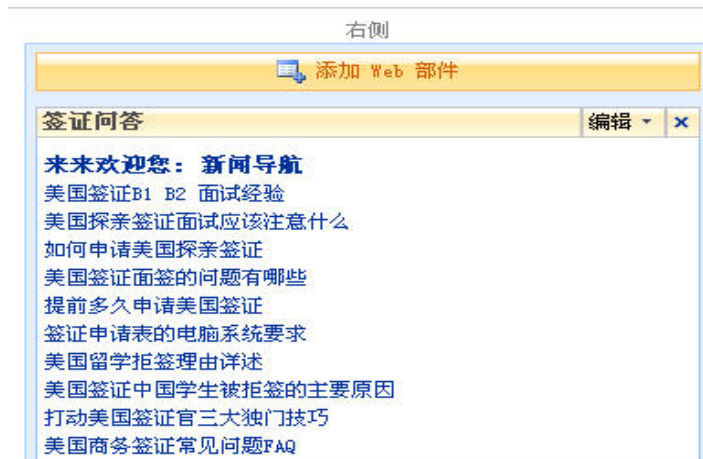 右侧
添加 Web 部件
签证问答
编辑
来来欢迎您: 新闻导航
美国签证B1 B2 面试经验
美国探亲签证面试应该注意什么
如何申请美国探亲签证
美国签证面签的问题有哪些
提前多久申请美国签证
签证申请表的电脑系统要求
美国留学拒签理由详述
美国签证中国学生被拒签的主要原因
打动美国签证官三大独门技巧
美国商务签证常见问题FAQ